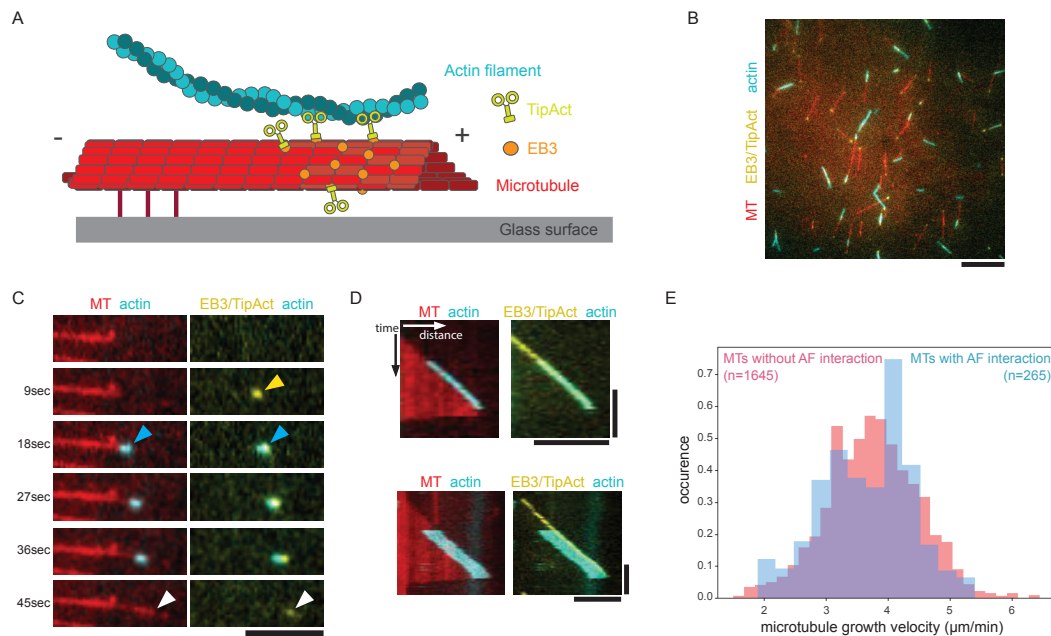 A
Actin filament
TipAct
-
+
EB3
Microtubule
Glass surface
B
MT EB3/TipAct actin
C
MT actin
EB3/TipAct actin
9sec
18sec
27sec
36sec
45sec
D
MT actin
EB3/TipAct actin
time
distance
MT actin
EB3/TipAct actin
E
MTs without AF interaction
(n=1645)
MTs with AF interaction
(n=265)
occurence
0.7
0.6
0.5
0.4
0.3
0.2
0.1
0.0
2 3 4 5 6
microtubule growth velocity (µm/min)